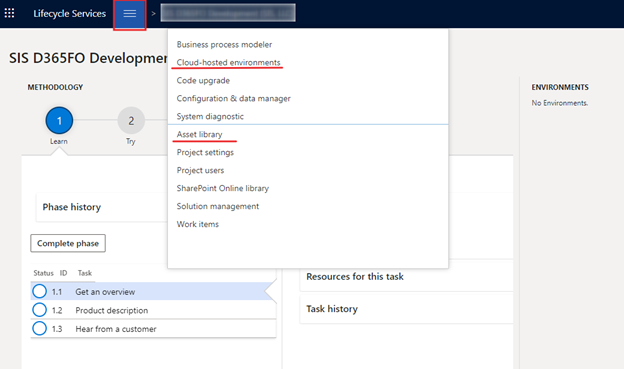 Lifecycle Services
>
SIS D365FO Development
Business process modeler
Cloud-hosted environments
Code upgrade
Configuration & data manager
System diagnostic
Asset library
Project settings
Project users
SharePoint Online library
Solution management
Work items
METHODOLOGY
1
Learn
2
Try
Phase history
Complete phase
Status ID Task
1.1 Get an overview
1.2 Product description
1.3 Hear from a customer
Resources for this task
Task history
ENVIRONMENTS
No Environments.